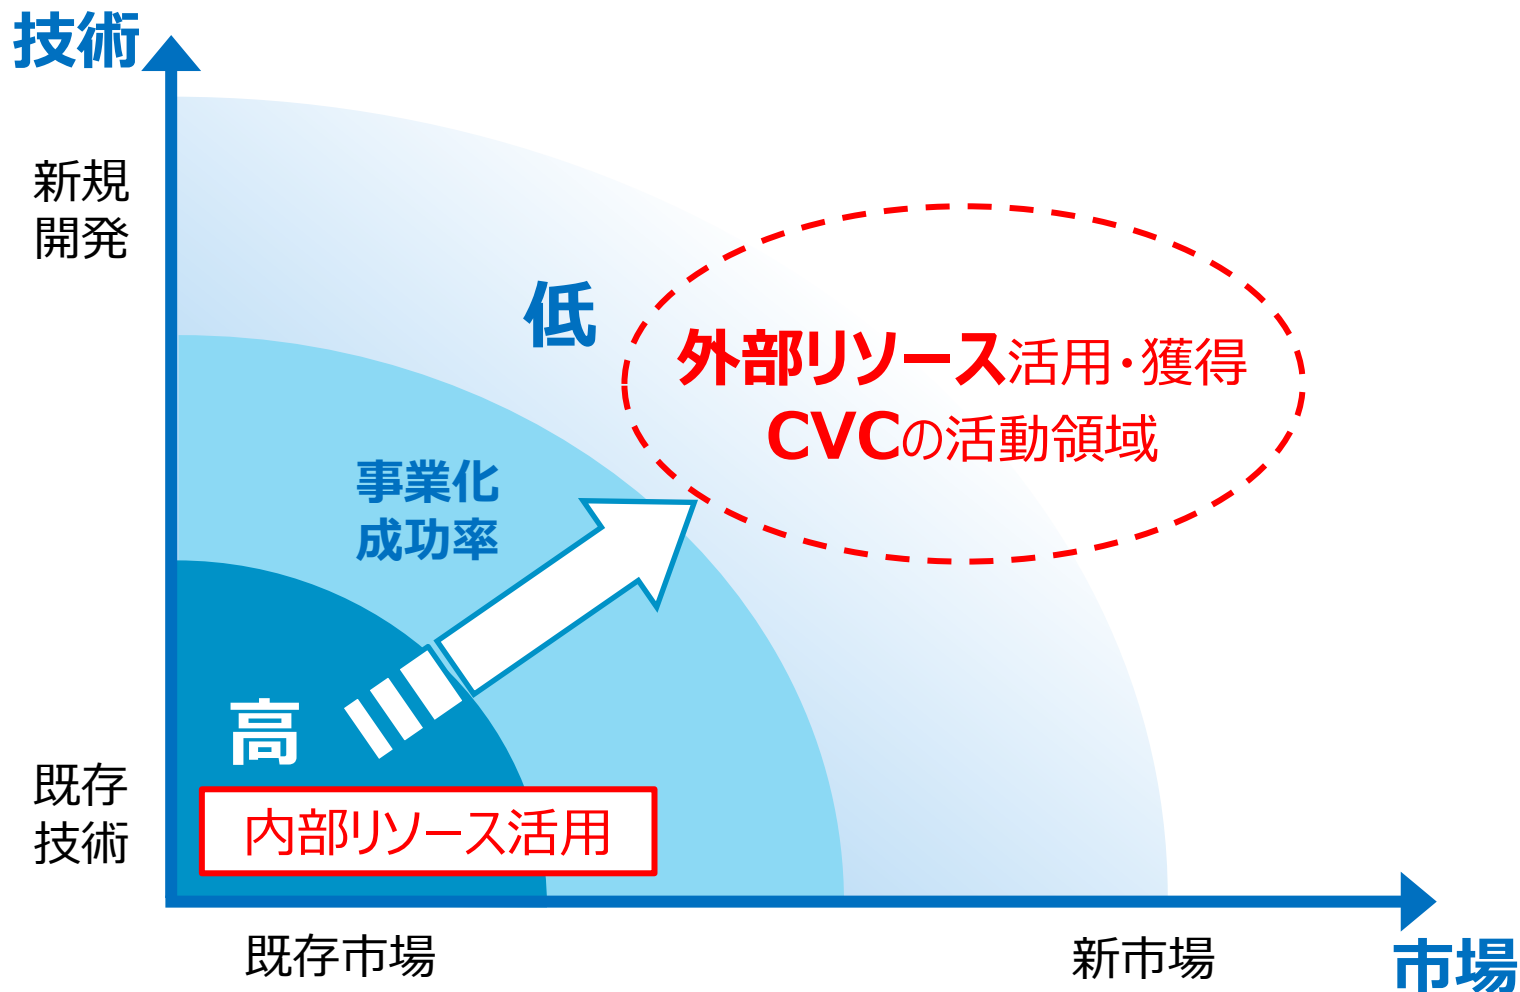 技術
新規
開発
低
外部リソース活用・獲得
CVCの活動領域
事業化
成功率
高
既存
技術
内部リソース活用
既存市場
新市場
市場